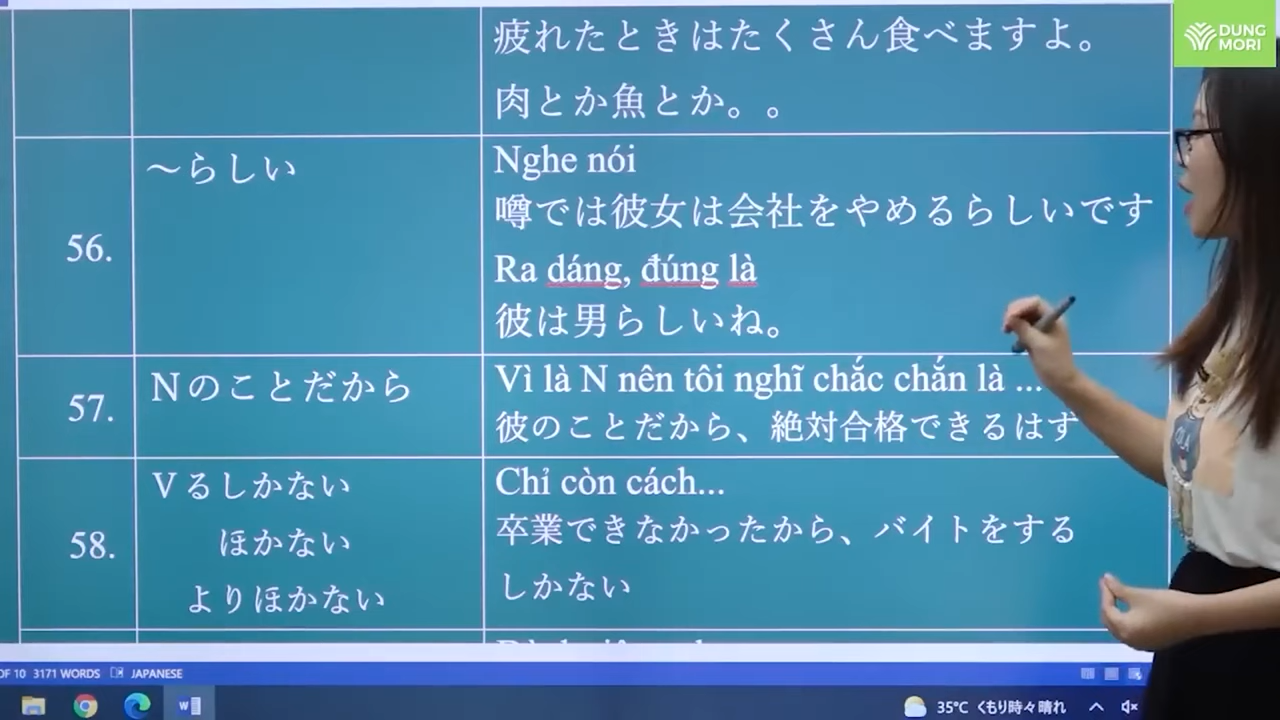 疲れたときはたくさん食べますよ。
肉とか魚とか。。
DUNG
MORI
56.
～らしい
Nghe nói
噂では彼女は会社をやめるらしいです
Ra dáng, đúng là
彼は男らしいね。
57.
Nのことだから
Vì là N nên tôi nghĩ chắc chắn là ...
彼のことだから、絶対合格できるはず
58.
Vるしかない
ほかない
よりほかない
Chỉ còn cách...
卒業できなかったから、バイトをする
しかない
OF 10 3171 WORDS JAPANESE
35°C くもり時々晴れ